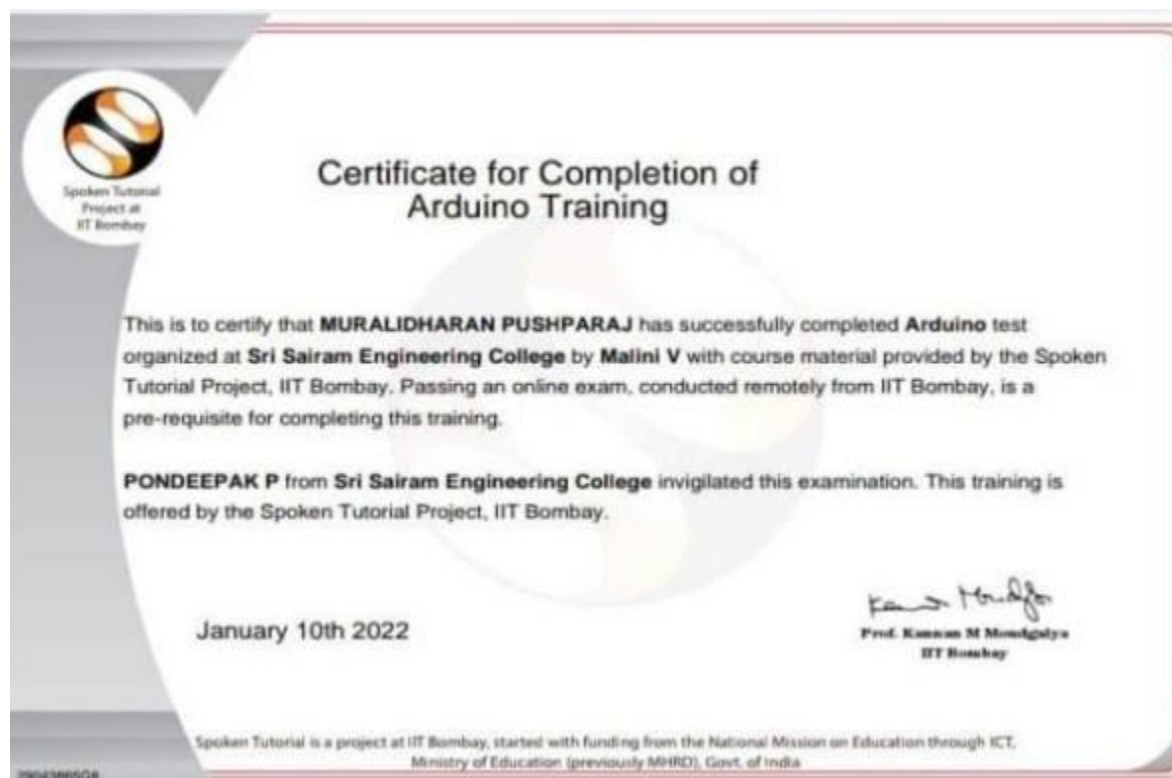 Spoken Tutorial
Project at
IIT Bombay
Certificate for Completion of
Arduino Training
This is to certify that MURALIDHARAN PUSHPARAJ has successfully completed Arduino test
organized at Sri Sairam Engineering College by Malini V with course material provided by the Spoken
Tutorial Project, IIT Bombay. Passing an online exam, conducted remotely from IIT Bombay, is a
pre-requisite for completing this training.
PONDEEPAK P from Sri Sairam Engineering College invigilated this examination. This training is
offered by the Spoken Tutorial Project, IIT Bombay.
January 10th 2022
Prof. Kannan M Moudgalya
IIT Bombay
Spoken Tutorial is a project at IIT Bombay, started with funding from the National Mission on Education through ICT,
Ministry of Education (previously MHRD), Govt. of India